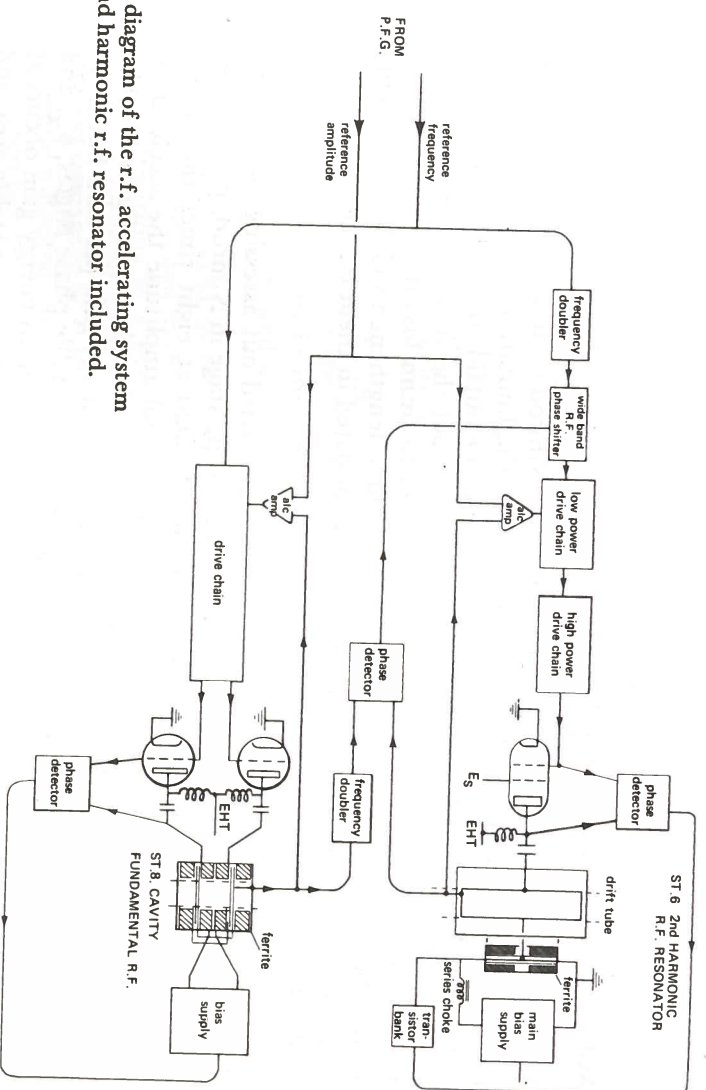 FROM
P.F.G.
reference
frequency
reference
amplitude
frequency
doubler
wide band
R.F.
phase shifter
low power
drive chain
high power
drive chain
alc
amp
phase
detector
ST.6 2nd HARMONIC
R.F. RESONATOR
E_S
EHT
drift tube
ferrite
series choke
main
bias
supply
tran-
sistor
bank
phase
detector
frequency
doubler
alc
amp
drive chain
EHT
phase
detector
ferrite
ST.8. CAVITY
FUNDAMENTAL R.F.
bias
supply
diagram of the r.f. accelerating system
nd harmonic r.f. resonator included.